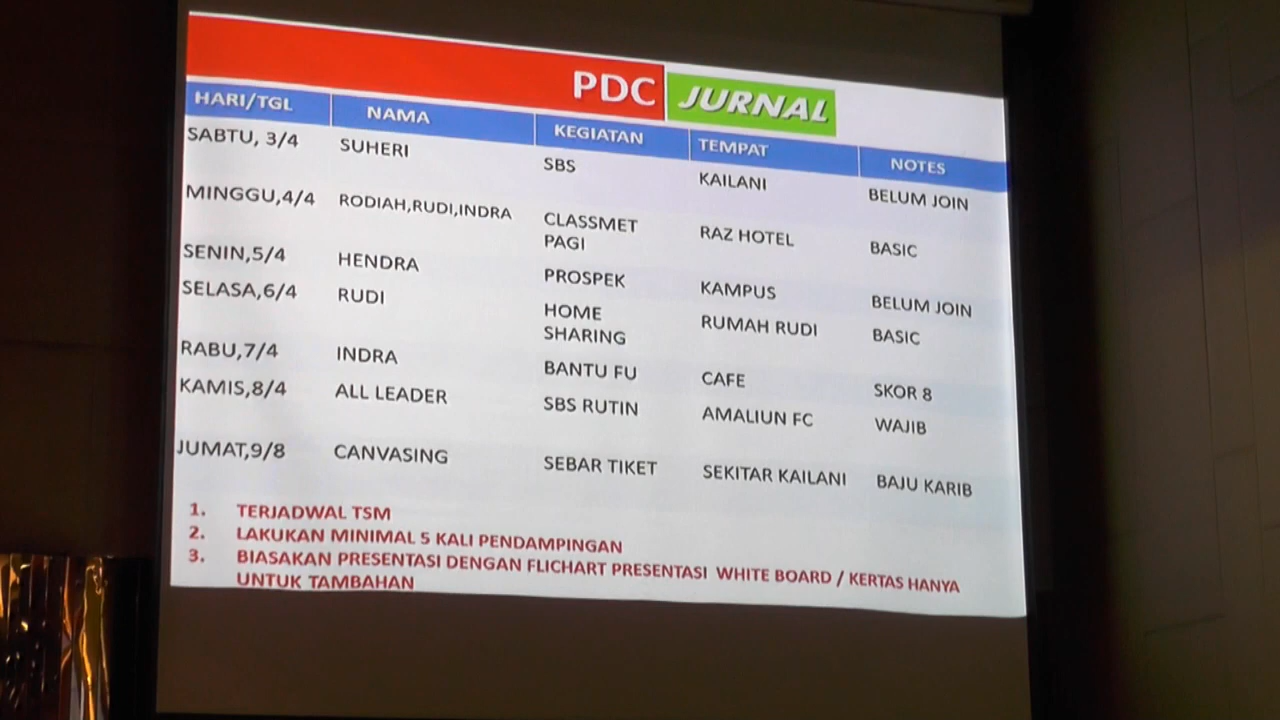 PDC JURNAL
HARI/TGL NAMA KEGIATAN TEMPAT NOTES
SABTU, 3/4 SUHERI SBS KAILANI BELUM JOIN
MINGGU,4/4 RODIAH,RUDI,INDRA CLASSMET PAGI RAZ HOTEL BASIC
SENIN,5/4 HENDRA PROSPEK KAMPUS BELUM JOIN
SELASA,6/4 RUDI HOME SHARING RUMAH RUDI BASIC
RABU,7/4 INDRA BANTU FU CAFE SKOR 8
KAMIS,8/4 ALL LEADER SBS RUTIN AMALIUN FC WAJIB
JUMAT,9/8 CANVASING SEBAR TIKET SEKITAR KAILANI BAJU KARIB
1. TERJADWAL TSM
2. LAKUKAN MINIMAL 5 KALI PENDAMPINGAN
3. BIASAKAN PRESENTASI DENGAN FLICHART PRESENTASI WHITE BOARD / KERTAS HANYA
UNTUK TAMBAHAN